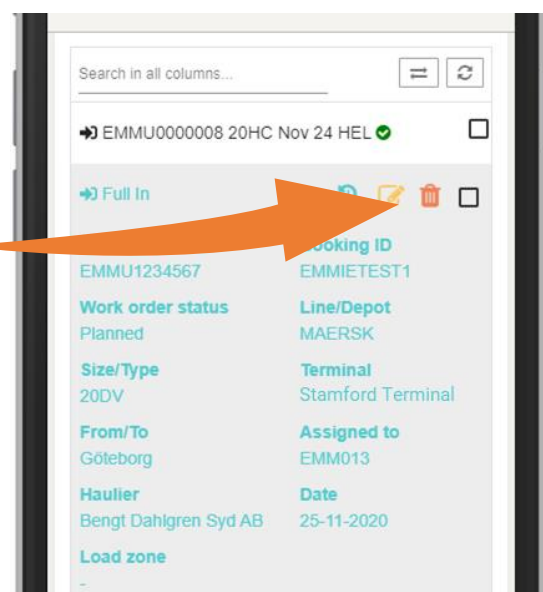 Search in all columns...
EMMU0000008 20HC Nov 24 HEL
Full In
Booking ID
EMMU1234567 EMMIETEST1
Work order status Line/Depot
Planned MAERSK
Size/Type Terminal
20DV Stamford Terminal
From/To Assigned to
Göteborg EMM013
Haulier Date
Bengt Dahlgren Syd AB 25-11-2020
Load zone
-